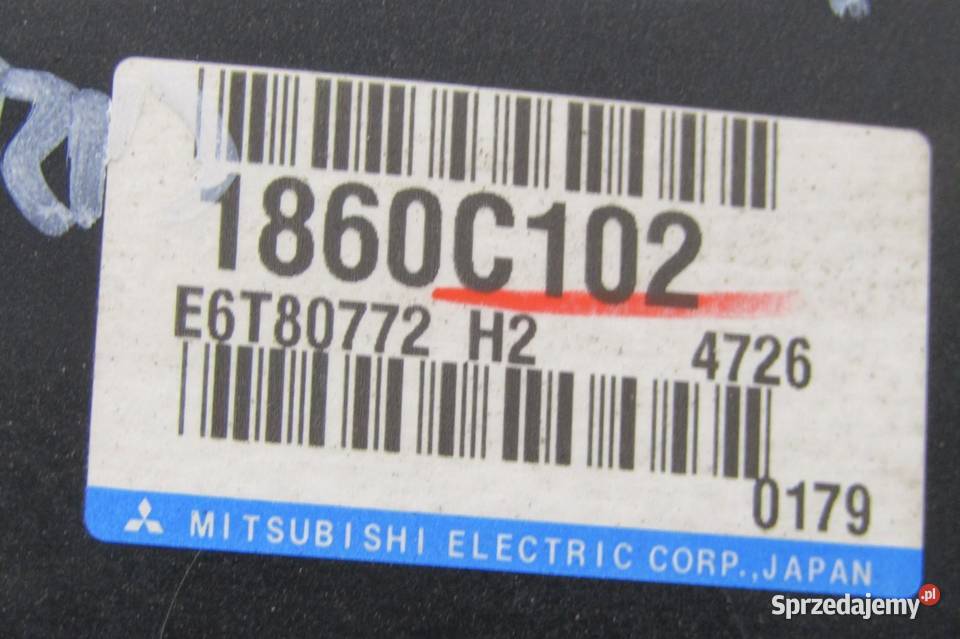 1860C102
E6T80772 H2 4726
0179
MITSUBISHI ELECTRIC CORP.,JAPAN
Sprzedajemy.pl